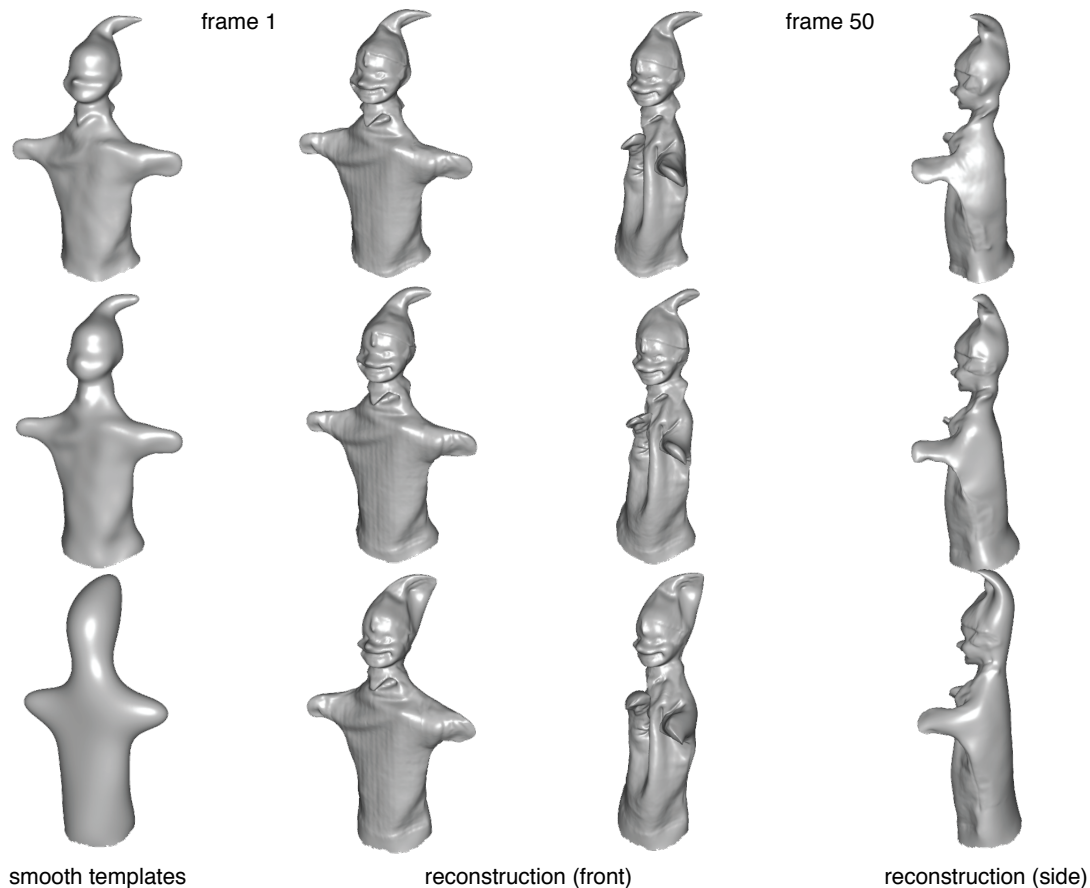 frame 1
frame 50
smooth templates
reconstruction (front)
reconstruction (side)